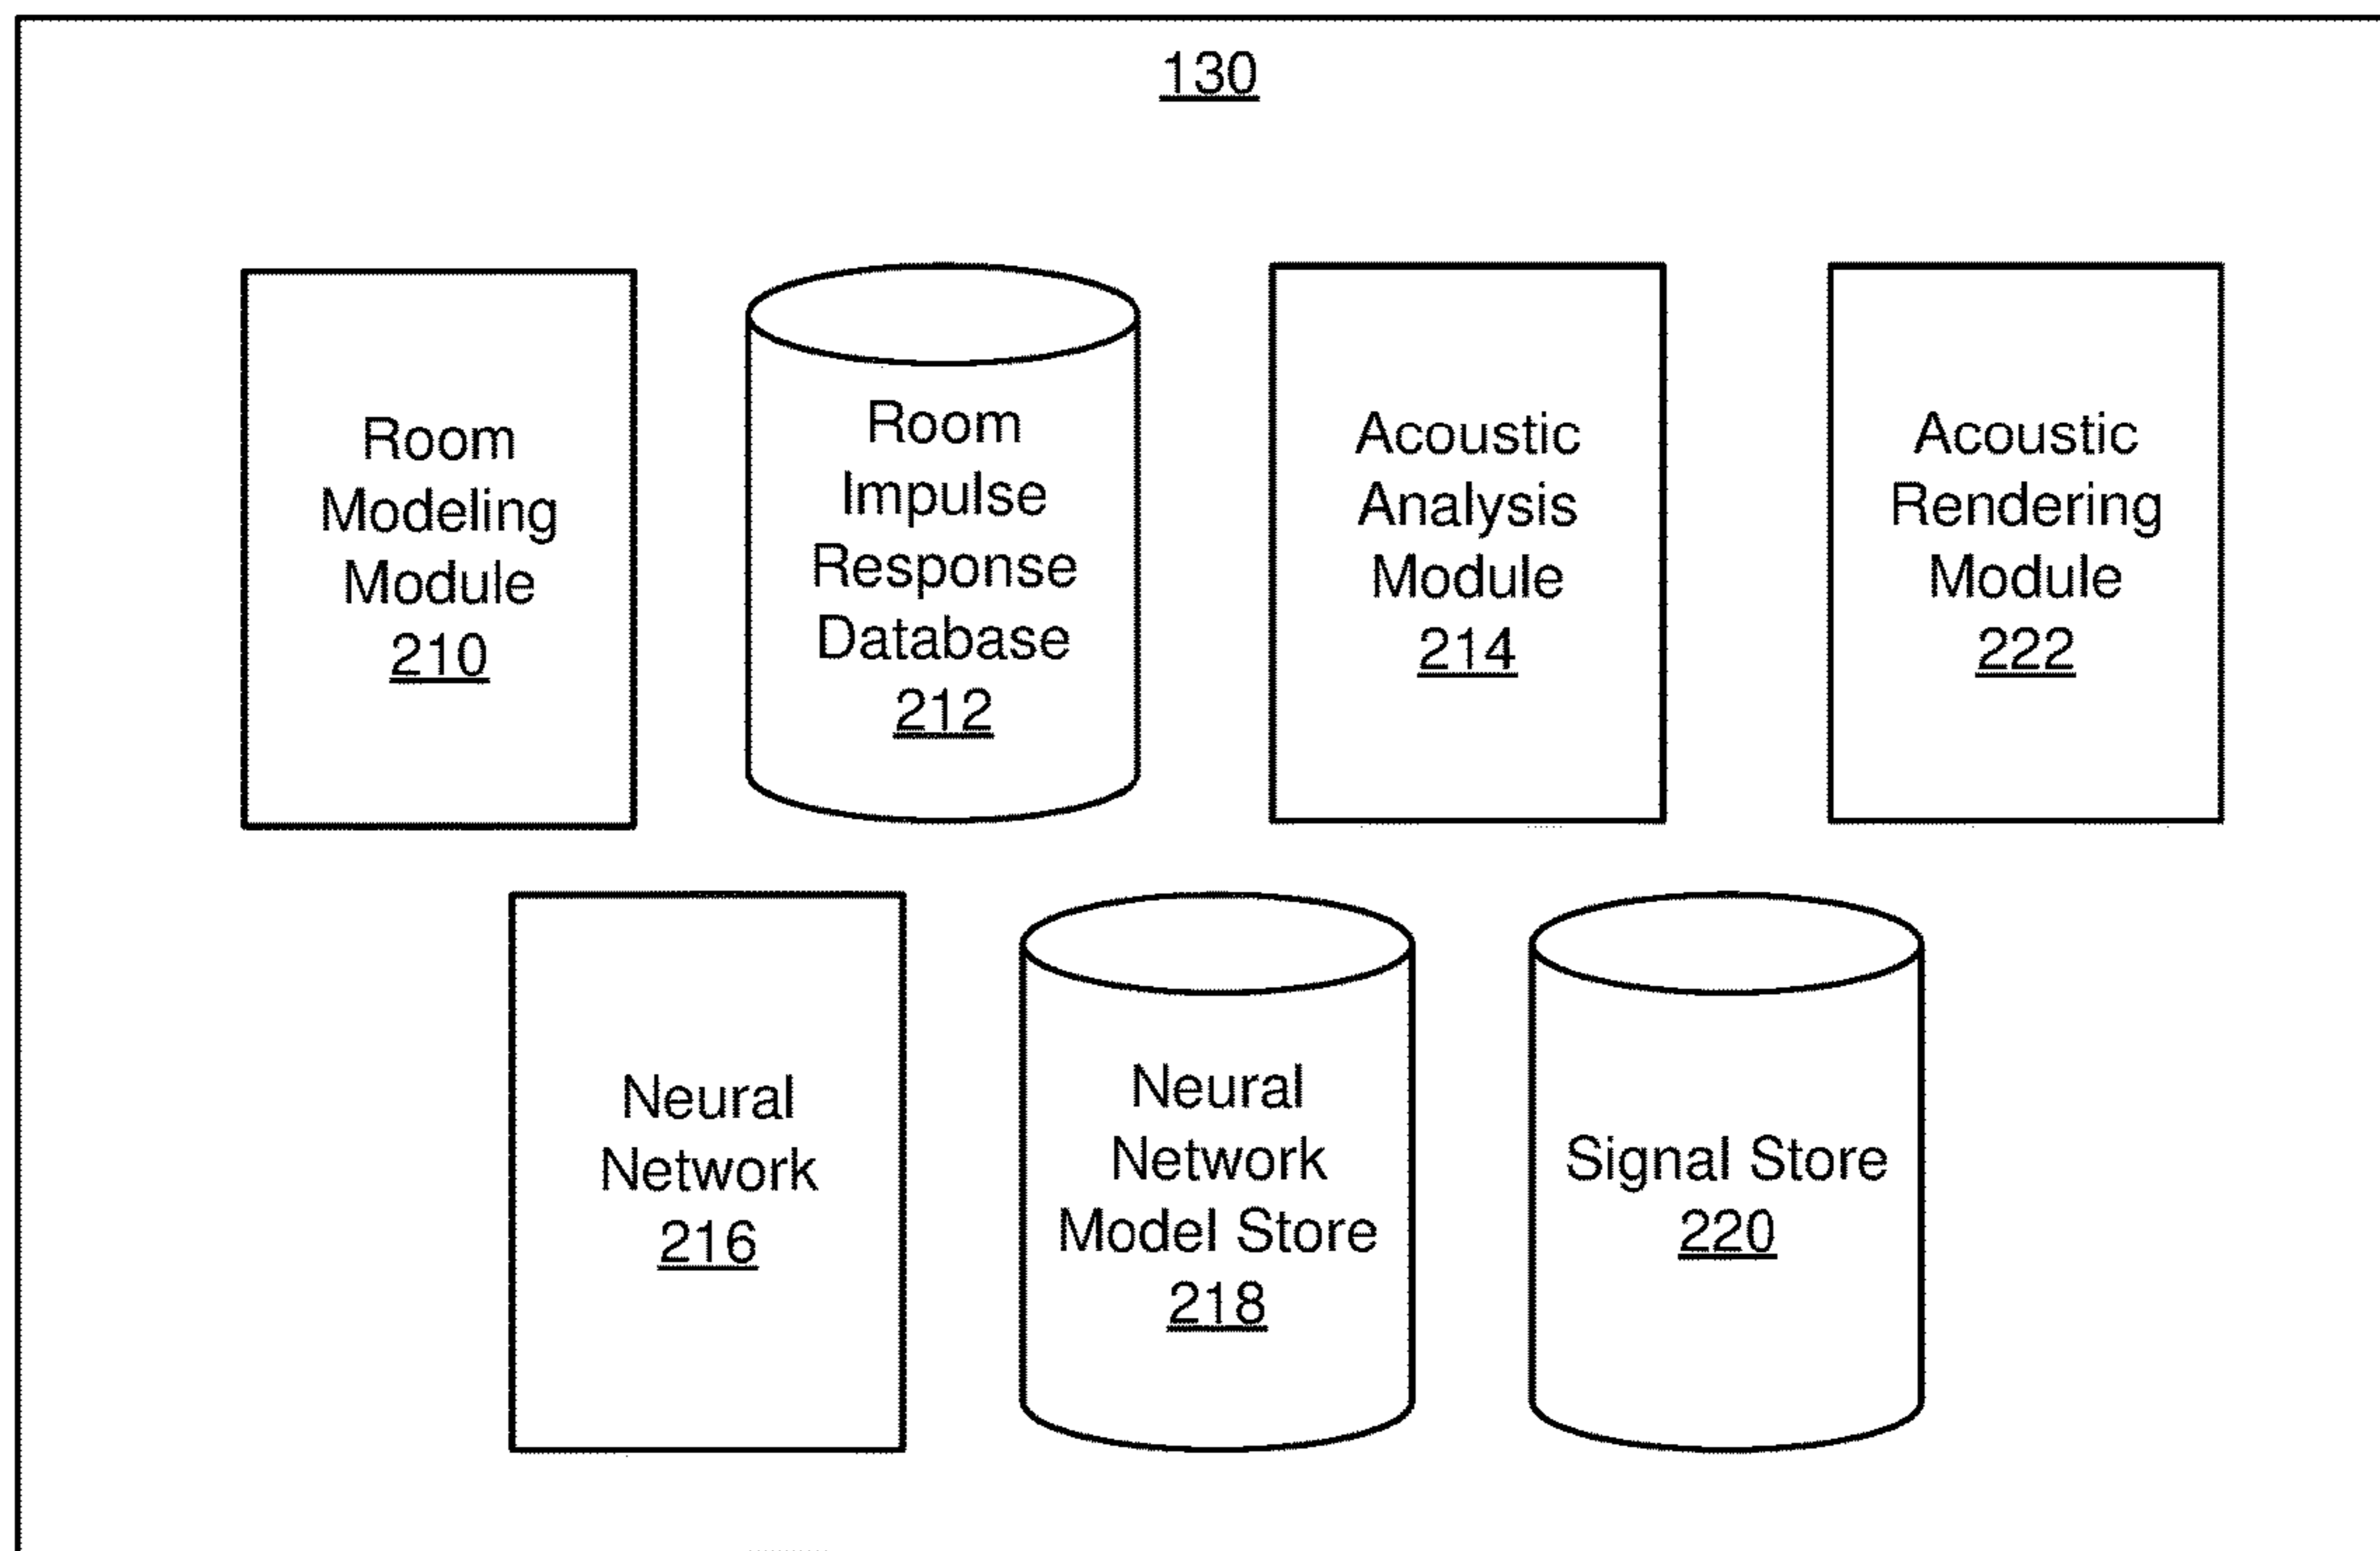 130
Room
Modeling
Module
210
Room
Impulse
Response
Database
212
Acoustic
Analysis
Module
214
Acoustic
Rendering
Module
222
Neural
Network
216
Neural
Network
Model Store
218
Signal Store
220